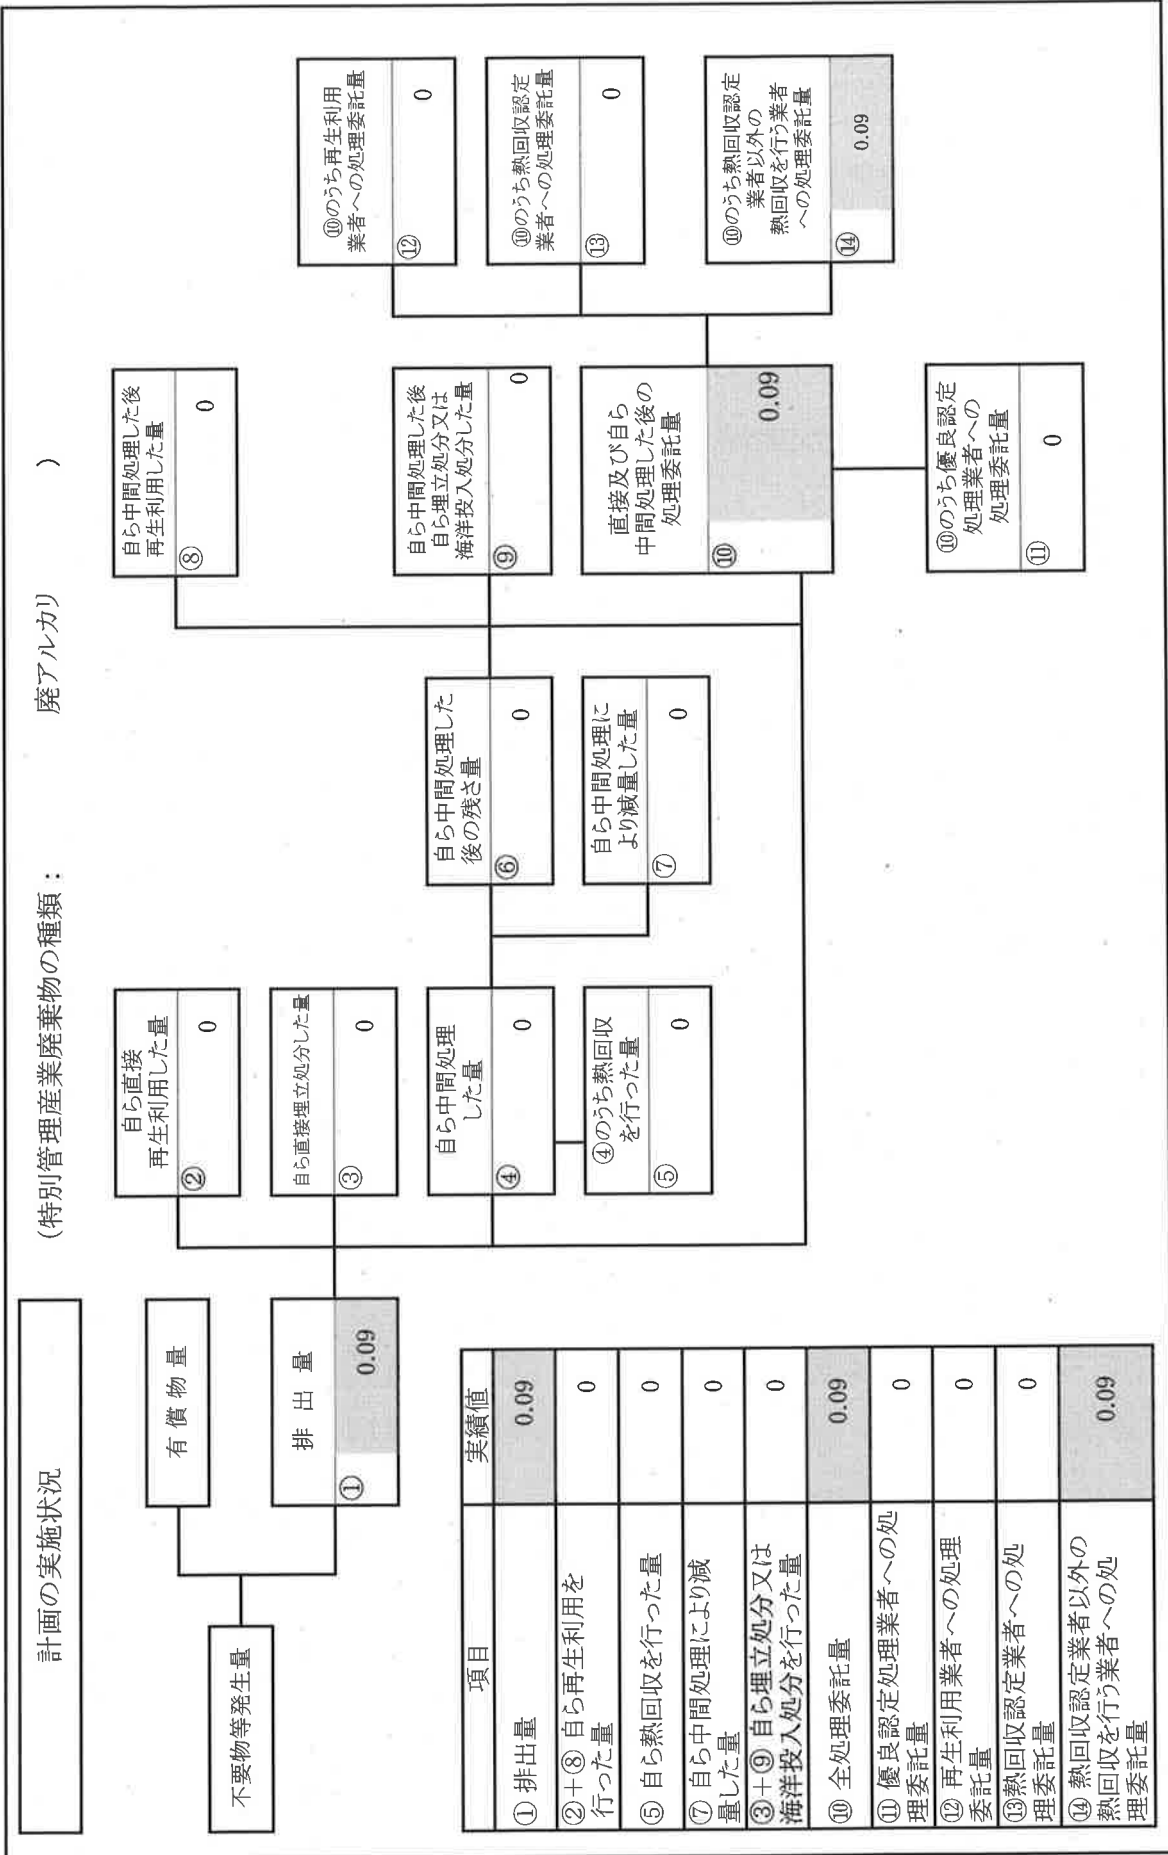 計画の実施状況
(特別管理産業廃棄物の種類:
廃アルカリ
)
不要物等発生量
有 償 物 量
排 出 量
①
0.09
自ら直接
再生利用した量
②
0
自ら直接埋立処分した量
③
0
自ら中間処理
した量
④
0
④のうち熱回収
を行った量
⑤
0
自ら中間処理した
後の残さ量
⑥
0
自ら中間処理に
より減量した量
⑦
0
自ら中間処理した後
再生利用した量
⑧
0
自ら中間処理した後
自ら埋立処分又は
海洋投入処分した量
⑨
0
直接及び自ら
中間処理した後の
処理委託量
⑩
0.09
⑩のうち優良認定
処理業者への
処理委託量
⑪
0
⑩のうち再生利用
業者への処理委託量
⑫
0
⑩のうち熱回収認定
業者への処理委託量
⑬
0
⑩のうち熱回収認定
業者以外の
熱回収を行う業者
への処理委託量
⑭
0.09
項目
実績値
① 排出量
0.09
②+⑧ 自ら再生利用を
行った量
0
⑤ 自ら熱回収を行った量
0
⑦ 自ら中間処理により減
量した量
0
③+⑨ 自ら埋立処分又は
海洋投入処分を行った量
0
⑩ 全処理委託量
0.09
⑪ 優良認定処理業者への処
理委託量
0
⑫ 再生利用業者への処理
委託量
0
⑬熱回収認定業者への処
理委託量
0
⑭ 熱回収認定業者以外の
熱回収を行う業者への処
理委託量
0.09